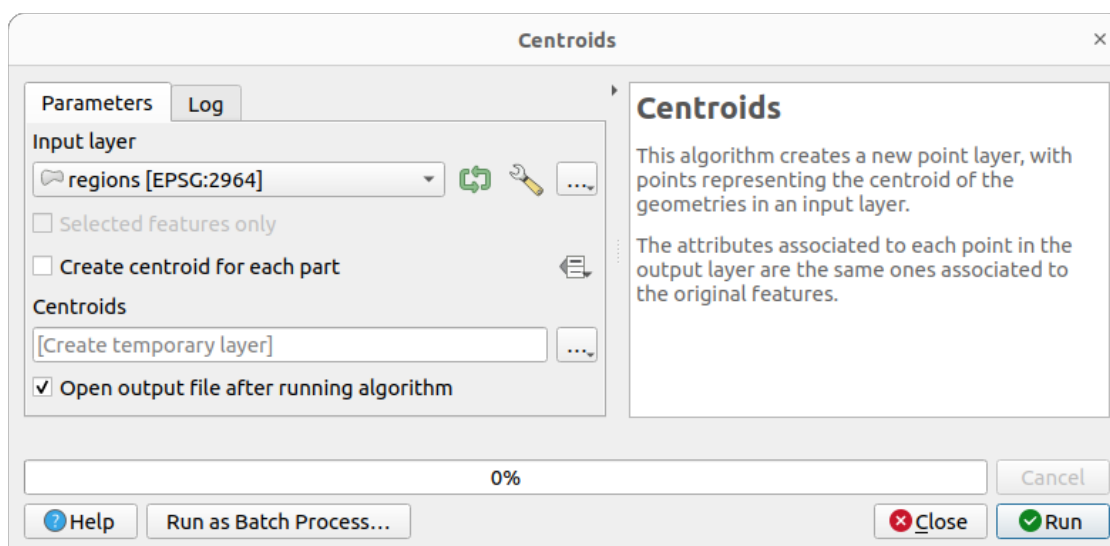 Centroids
Parameters
Log
Input layer
regions [EPSG:2964]
...
Selected features only
Create centroid for each part
Centroids
[Create temporary layer]
...
Open output file after running algorithm
Centroids
This algorithm creates a new point layer, with
points representing the centroid of the
geometries in an input layer.
The attributes associated to each point in the
output layer are the same ones associated to
the original features.
0%
Cancel
Help
Run as Batch Process...
Close
Run